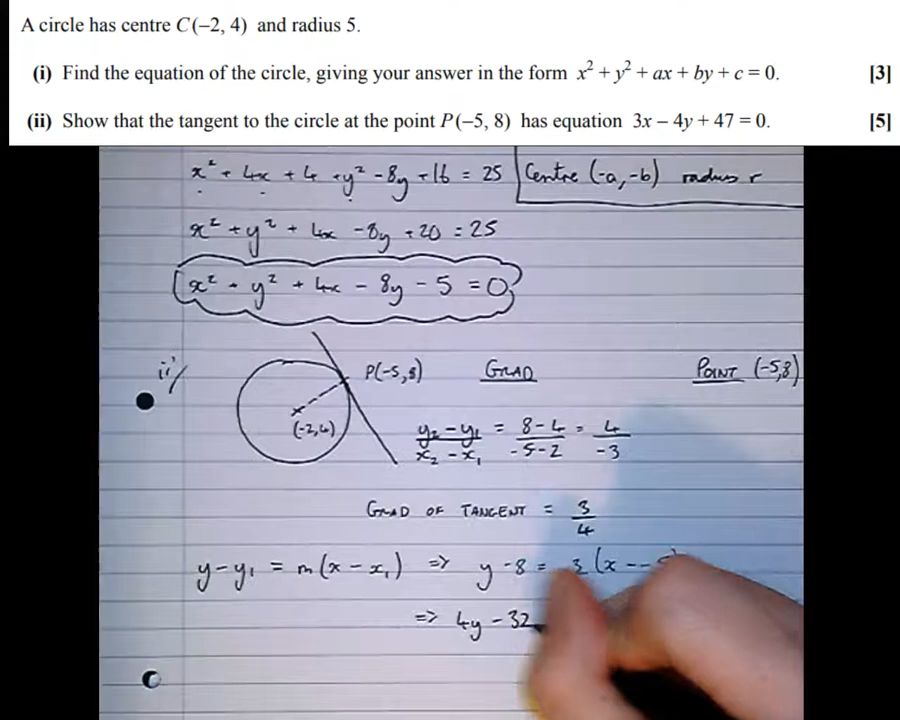 A circle has centre C(−2, 4) and radius 5.
(i) Find the equation of the circle, giving your answer in the form x² + y² + ax + by + c = 0. [3]
(ii) Show that the tangent to the circle at the point P(−5, 8) has equation 3x − 4y + 47 = 0. [5]
x² + 4x + 4 + y² - 8y + 16 = 25
Centre (-a, -b) radius r
x² + y² + 4x - 8y + 20 = 25
x² + y² + 4x - 8y - 5 = 0
ii/
P(-5,8)
(-2,4)
GRAD
POINT (-5,8)
y₂ - y₁ / x₂ - x₁ = 8 - 4 / -5 - 2 = 4 / -3
GRAD OF TANGENT = 3/4
y - y₁ = m(x - x₁) => y - 8 = 3 (x - - 5
=> 4y - 32